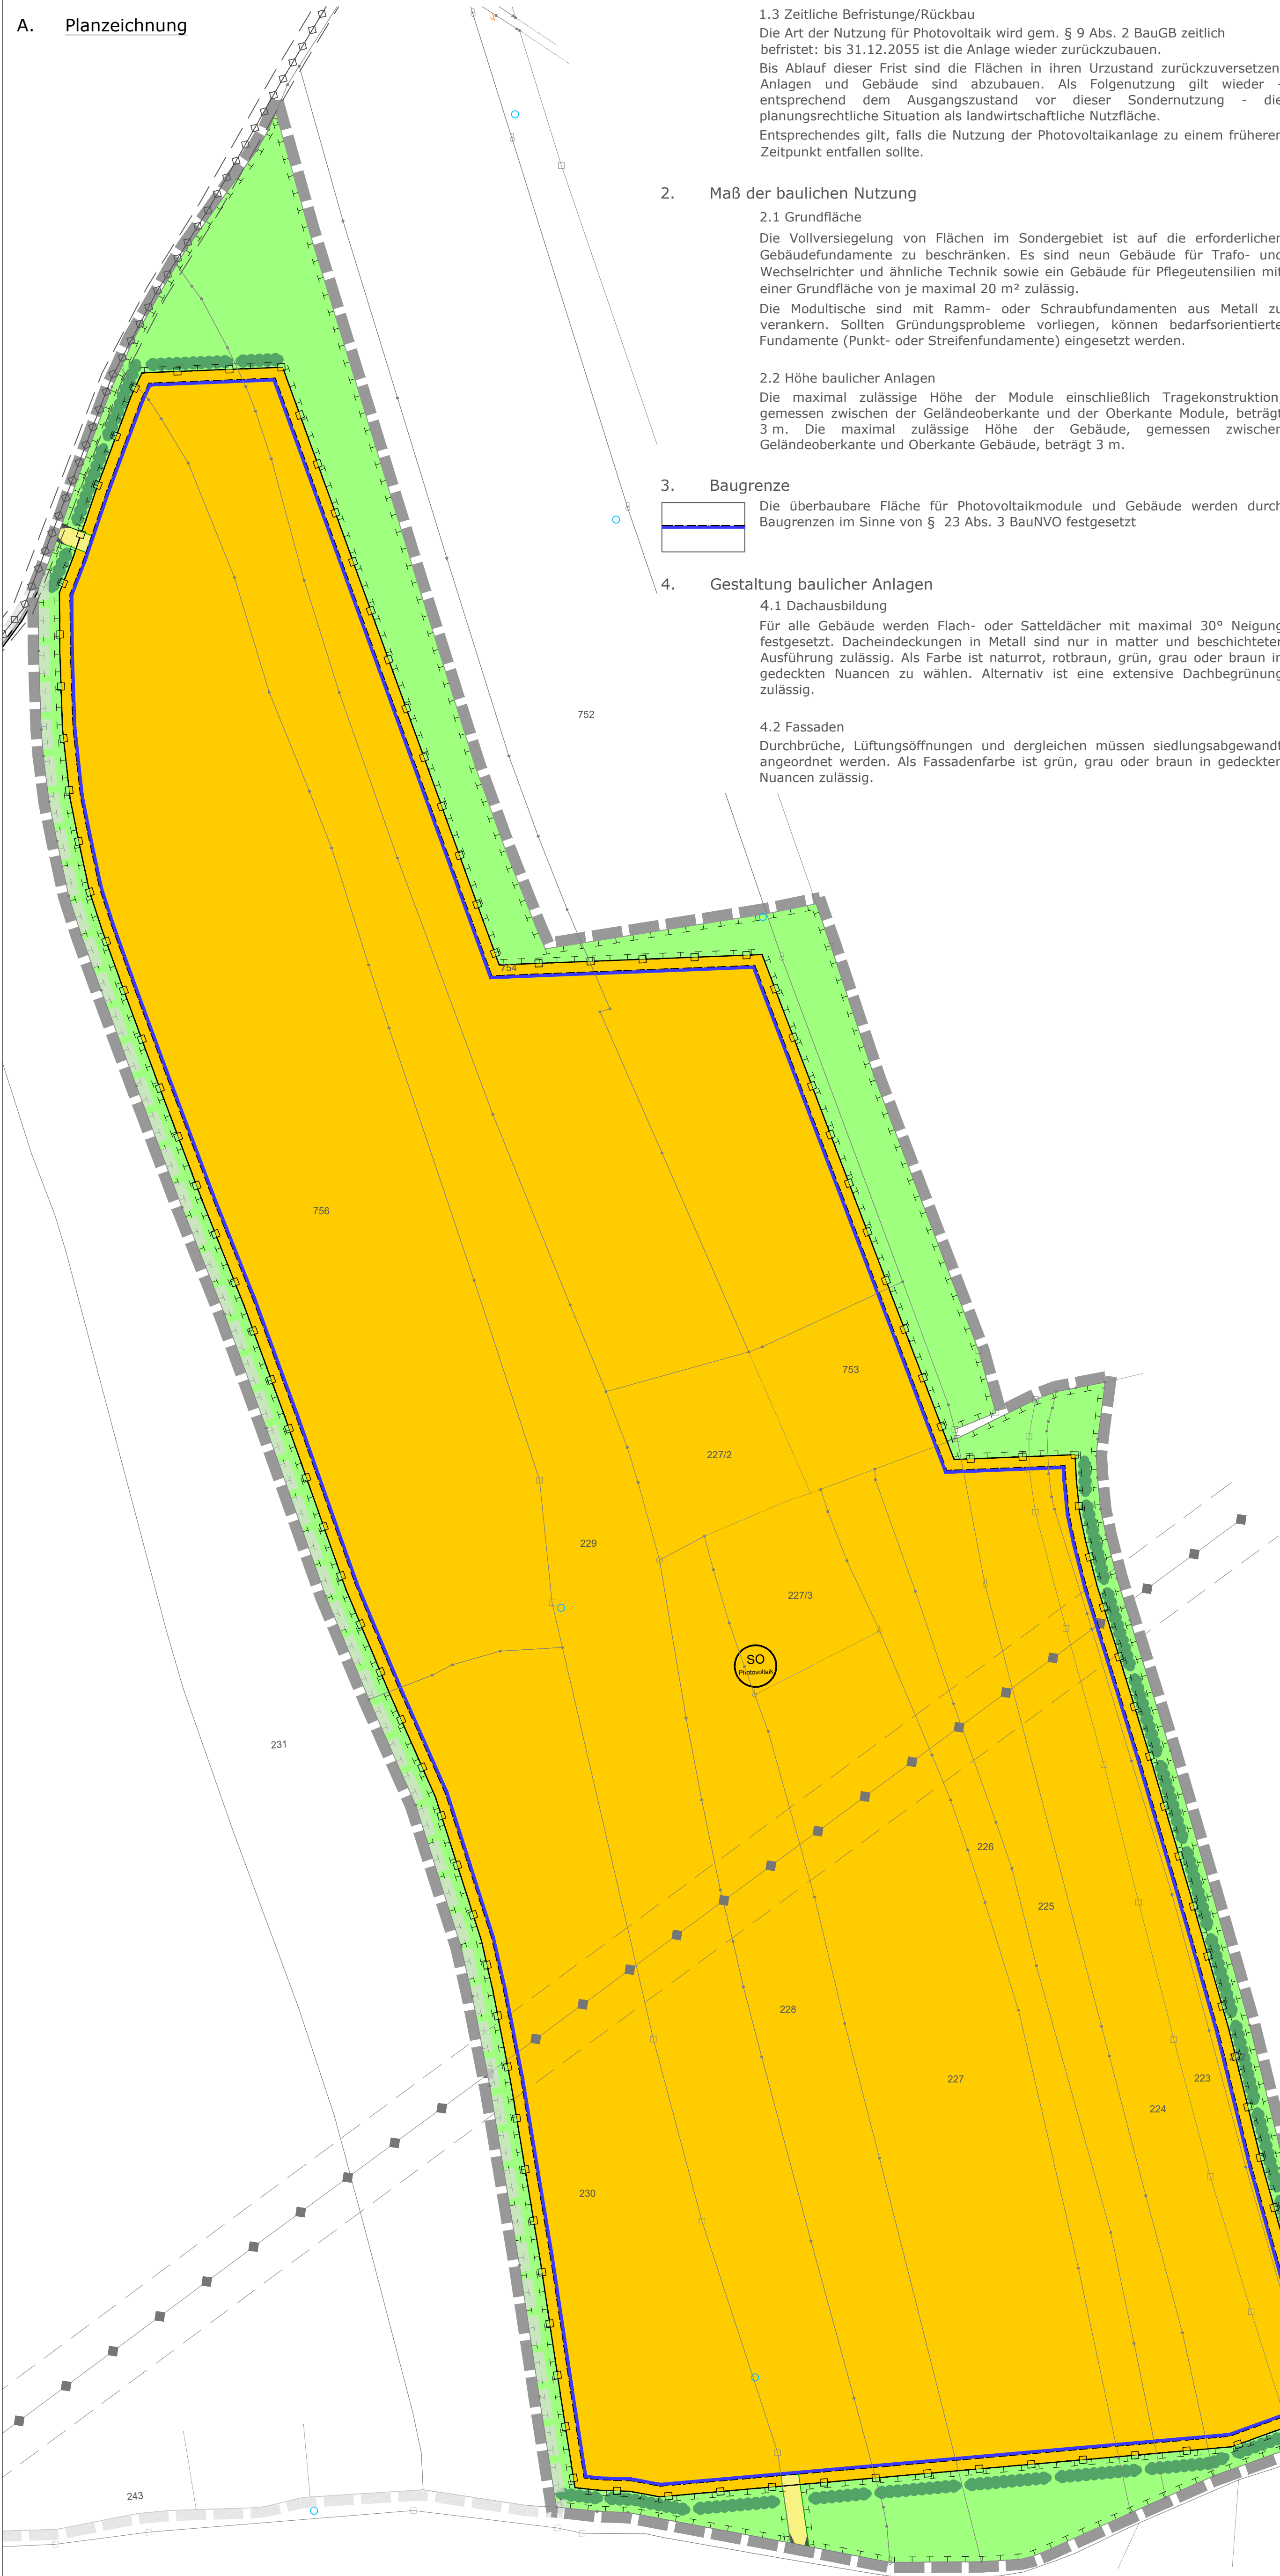 A. Planzeichnung
1.3 Zeitliche Befristunge/Rückbau
Die Art der Nutzung für Photovoltaik wird gem. § 9 Abs. 2 BauGB zeitlich
befristet: bis 31.12.2055 ist die Anlage wieder zurückzubauen.
Bis Ablauf dieser Frist sind die Flächen in ihren Urzustand zurückzuversetzen
Anlagen und Gebäude sind abzubauen. Als Folgenutzung gilt wieder -
entsprechend dem Ausgangszustand vor dieser Sondernutzung - die
planungsrechtliche Situation als landwirtschaftliche Nutzfläche.
Entsprechendes gilt, falls die Nutzung der Photovoltaikanlage zu einem früheren
Zeitpunkt entfallen sollte.
2. Maß der baulichen Nutzung
2.1 Grundfläche
Die Vollversiegelung von Flächen im Sondergebiet ist auf die erforderlichen
Gebäudefundamente zu beschränken. Es sind neun Gebäude für Trafo- und
Wechselrichter und ähnliche Technik sowie ein Gebäude für Pflegeutensilien mit
einer Grundfläche von je maximal 20 m² zulässig.
Die Modultische sind mit Ramm- oder Schraubfundamenten aus Metall zu
verankern. Sollten Gründungsprobleme vorliegen, können bedarfsorientierte
Fundamente (Punkt- oder Streifenfundamente) eingesetzt werden.
2.2 Höhe baulicher Anlagen
Die maximal zulässige Höhe der Module einschließlich Tragekonstruktion,
gemessen zwischen der Geländeoberkante und der Oberkante Module, beträgt
3 m. Die maximal zulässige Höhe der Gebäude, gemessen zwischen
Geländeoberkante und Oberkante Gebäude, beträgt 3 m.
3. Baugrenze
Die überbaubare Fläche für Photovoltaikmodule und Gebäude werden durch
Baugrenzen im Sinne von § 23 Abs. 3 BauNVO festgesetzt
4. Gestaltung baulicher Anlagen
4.1 Dachausbildung
Für alle Gebäude werden Flach- oder Satteldächer mit maximal 30° Neigung
festgesetzt. Dacheindeckungen in Metall sind nur in matter und beschichteter
Ausführung zulässig. Als Farbe ist naturrot, rotbraun, grün, grau oder braun in
gedeckten Nuancen zu wählen. Alternativ ist eine extensive Dachbegrünung
zulässig.
4.2 Fassaden
Durchbrüche, Lüftungsöffnungen und dergleichen müssen siedlungsabgewandt
angeordnet werden. Als Fassadenfarbe ist grün, grau oder braun in gedeckten
Nuancen zulässig.
752
754
756
753
227/2
229
227/3
SO
Photovoltaik
231
226
225
228
222
223
227
224
230
243